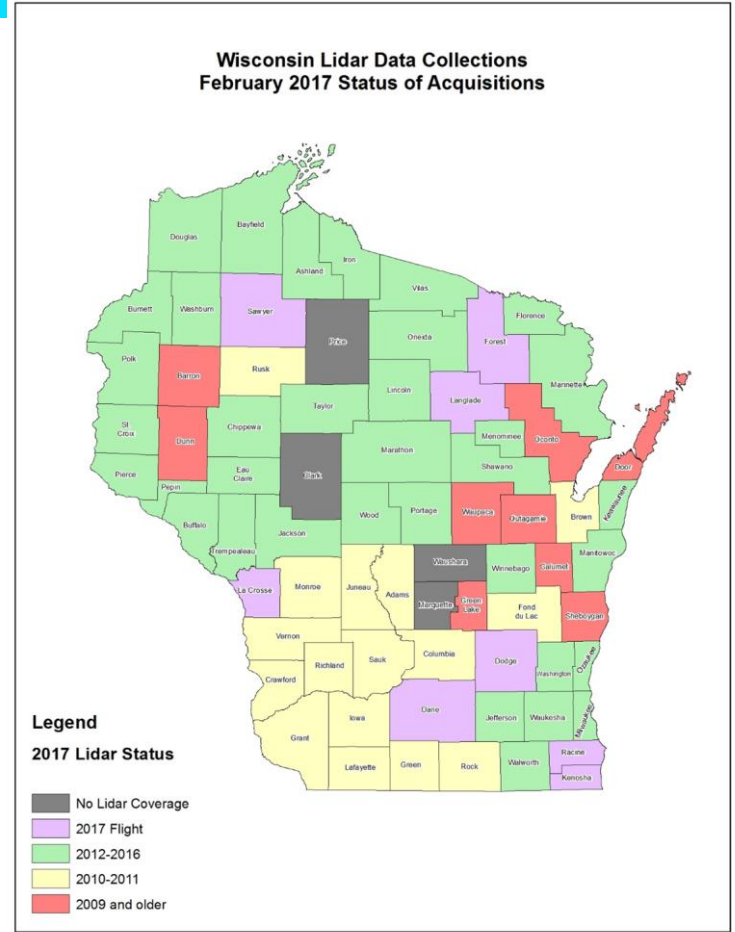 Wisconsin Lidar Data Collections
February 2017 Status of Acquisitions
Douglas
Bayfield
Ashland
Iron
Vilas
Burnett
Washburn
Sawyer
Price
Oneida
Forest
Florence
Polk
Barron
Rusk
Lincoln
Langlade
Marinette
Taylor
Oconto
St
Croix
Dunn
Chippewa
Marathon
Menominee
Shawano
Door
Pierce
Pepin
Eau
Claire
Clark
Wood
Portage
Waupaca
Outagamie
Brown
Kewaunee
Buffalo
Trempealeau
Jackson
Waushara
Winnebago
Calumet
Manitowoc
La Crosse
Monroe
Juneau
Adams
Marquette
Green
Lake
Fond
du Lac
Sheboygan
Vernon
Richland
Sauk
Columbia
Dodge
Washington
Ozaukee
Crawford
Iowa
Dane
Jefferson
Waukesha
Milwaukee
Grant
Lafayette
Green
Rock
Walworth
Racine
Kenosha
Legend
2017 Lidar Status
No Lidar Coverage
2017 Flight
2012-2016
2010-2011
2009 and older